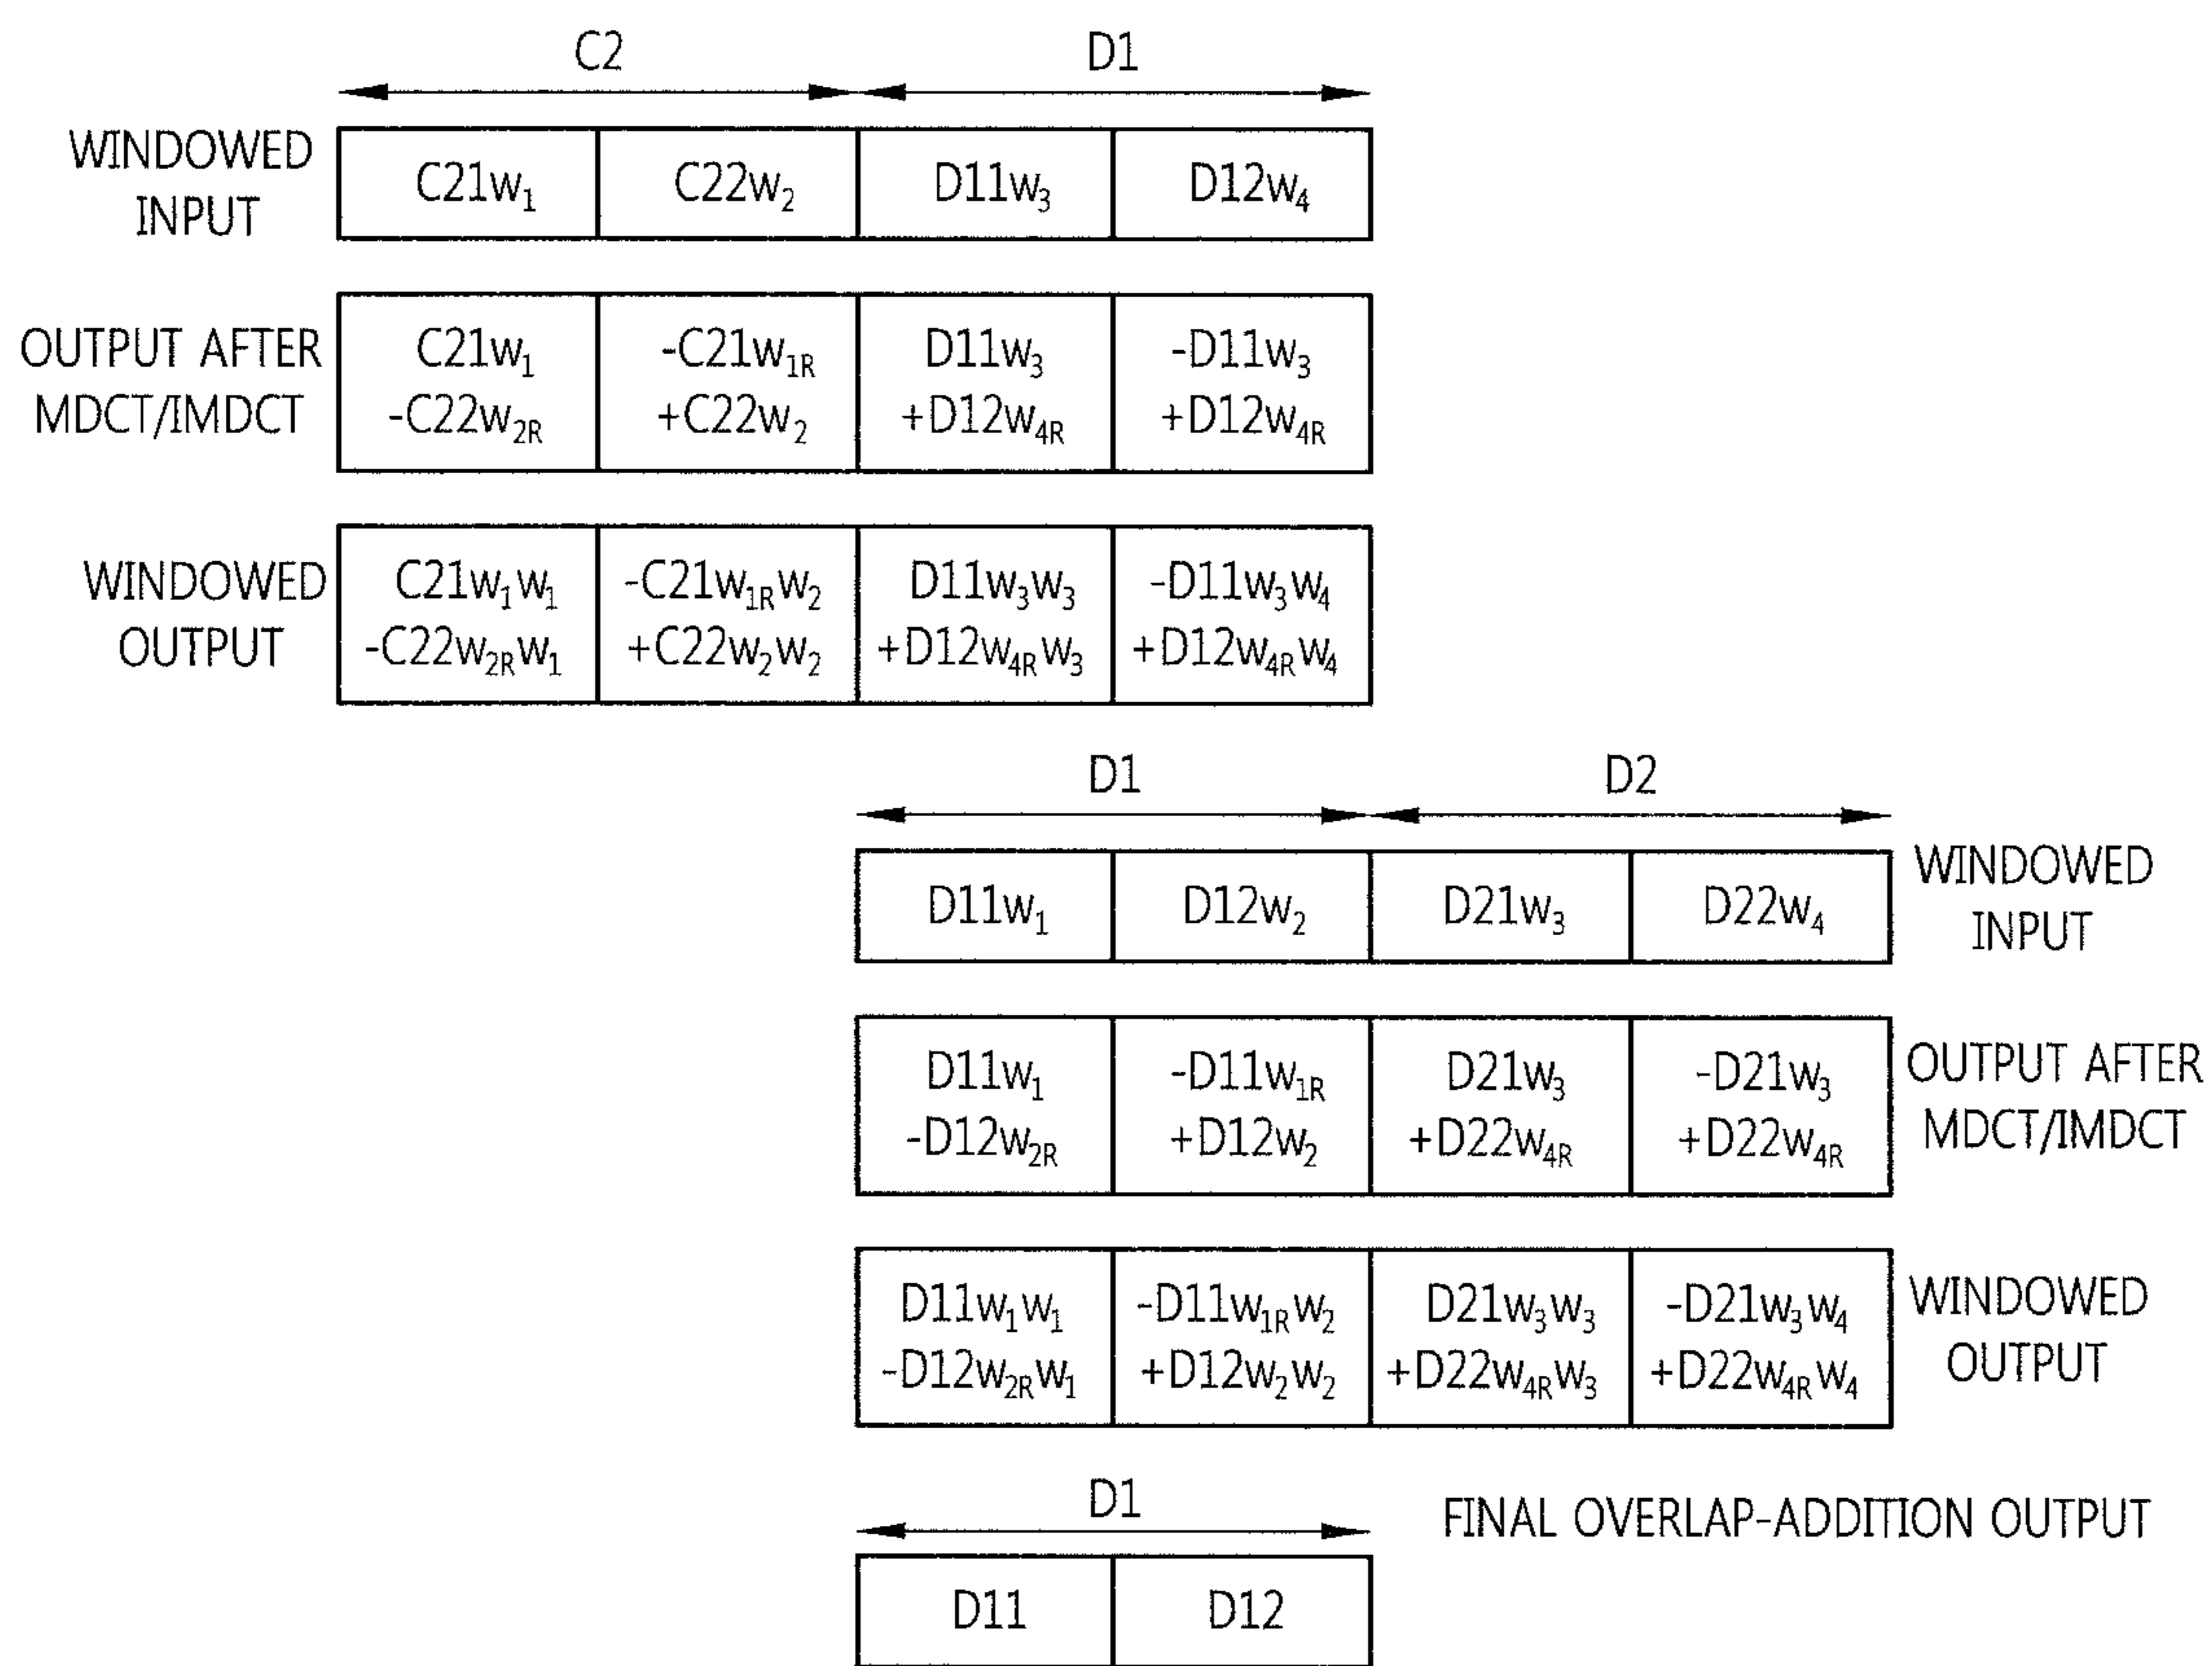 C2 D1
WINDOWED
INPUT
C21w₁ C22w₂ D11w₃ D12w₄
OUTPUT AFTER
MDCT/IMDCT
C21w₁ -C21w₁R D11w₃ -D11w₃
-C22w₂R +C22w₂ +D12w₄R +D12w₄R
WINDOWED
OUTPUT
C21w₁w₁ -C21w₁Rw₂ D11w₃w₃ -D11w₃w₄
-C22w₂Rw₁ +C22w₂w₂ +D12w₄Rw₃ +D12w₄Rw₄
D1 D2
D11w₁ D12w₂ D21w₃ D22w₄
WINDOWED
INPUT
D11w₁ -D11w₁R D21w₃ -D21w₃
-D12w₂R +D12w₂ +D22w₄R +D22w₄R
OUTPUT AFTER
MDCT/IMDCT
D11w₁w₁ -D11w₁Rw₂ D21w₃w₃ -D21w₃w₄
-D12w₂Rw₁ +D12w₂w₂ +D22w₄Rw₃ +D22w₄Rw₄
WINDOWED
OUTPUT
D1
FINAL OVERLAP-ADDITION OUTPUT
D11 D12